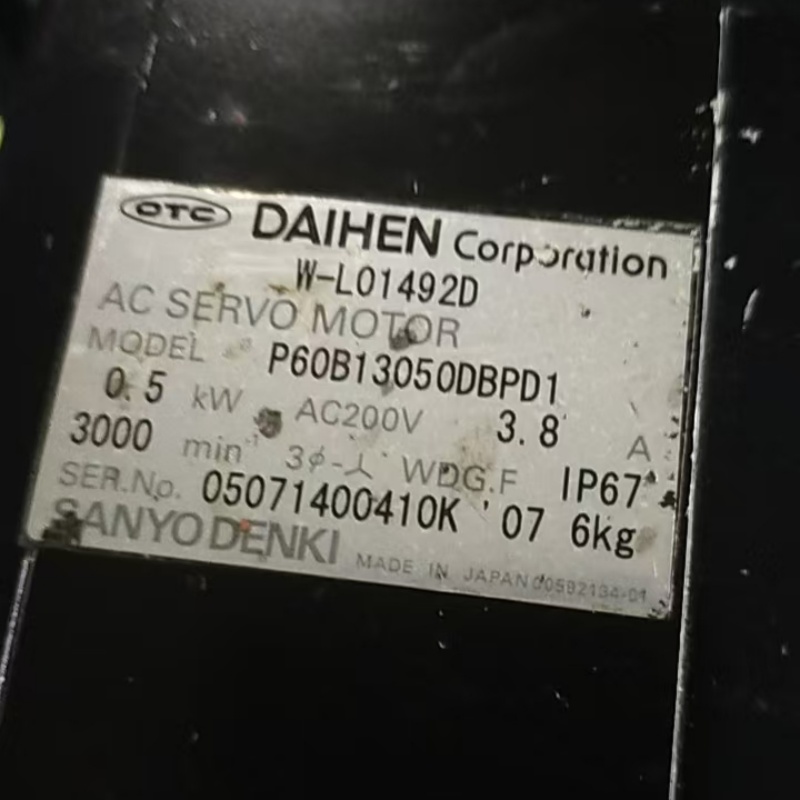 OTC DAIHEN Corporation
W-L01492D
AC SERVO MOTOR
MODEL P60B13050DBPD1
0.5 kW AC200V 3.8 A
3000 min⁻¹ 3φ-人 WDG.F IP67
SER.No. 05071400410K '07 6kg
SANYO DENKI MADE IN JAPAN 00592134-01